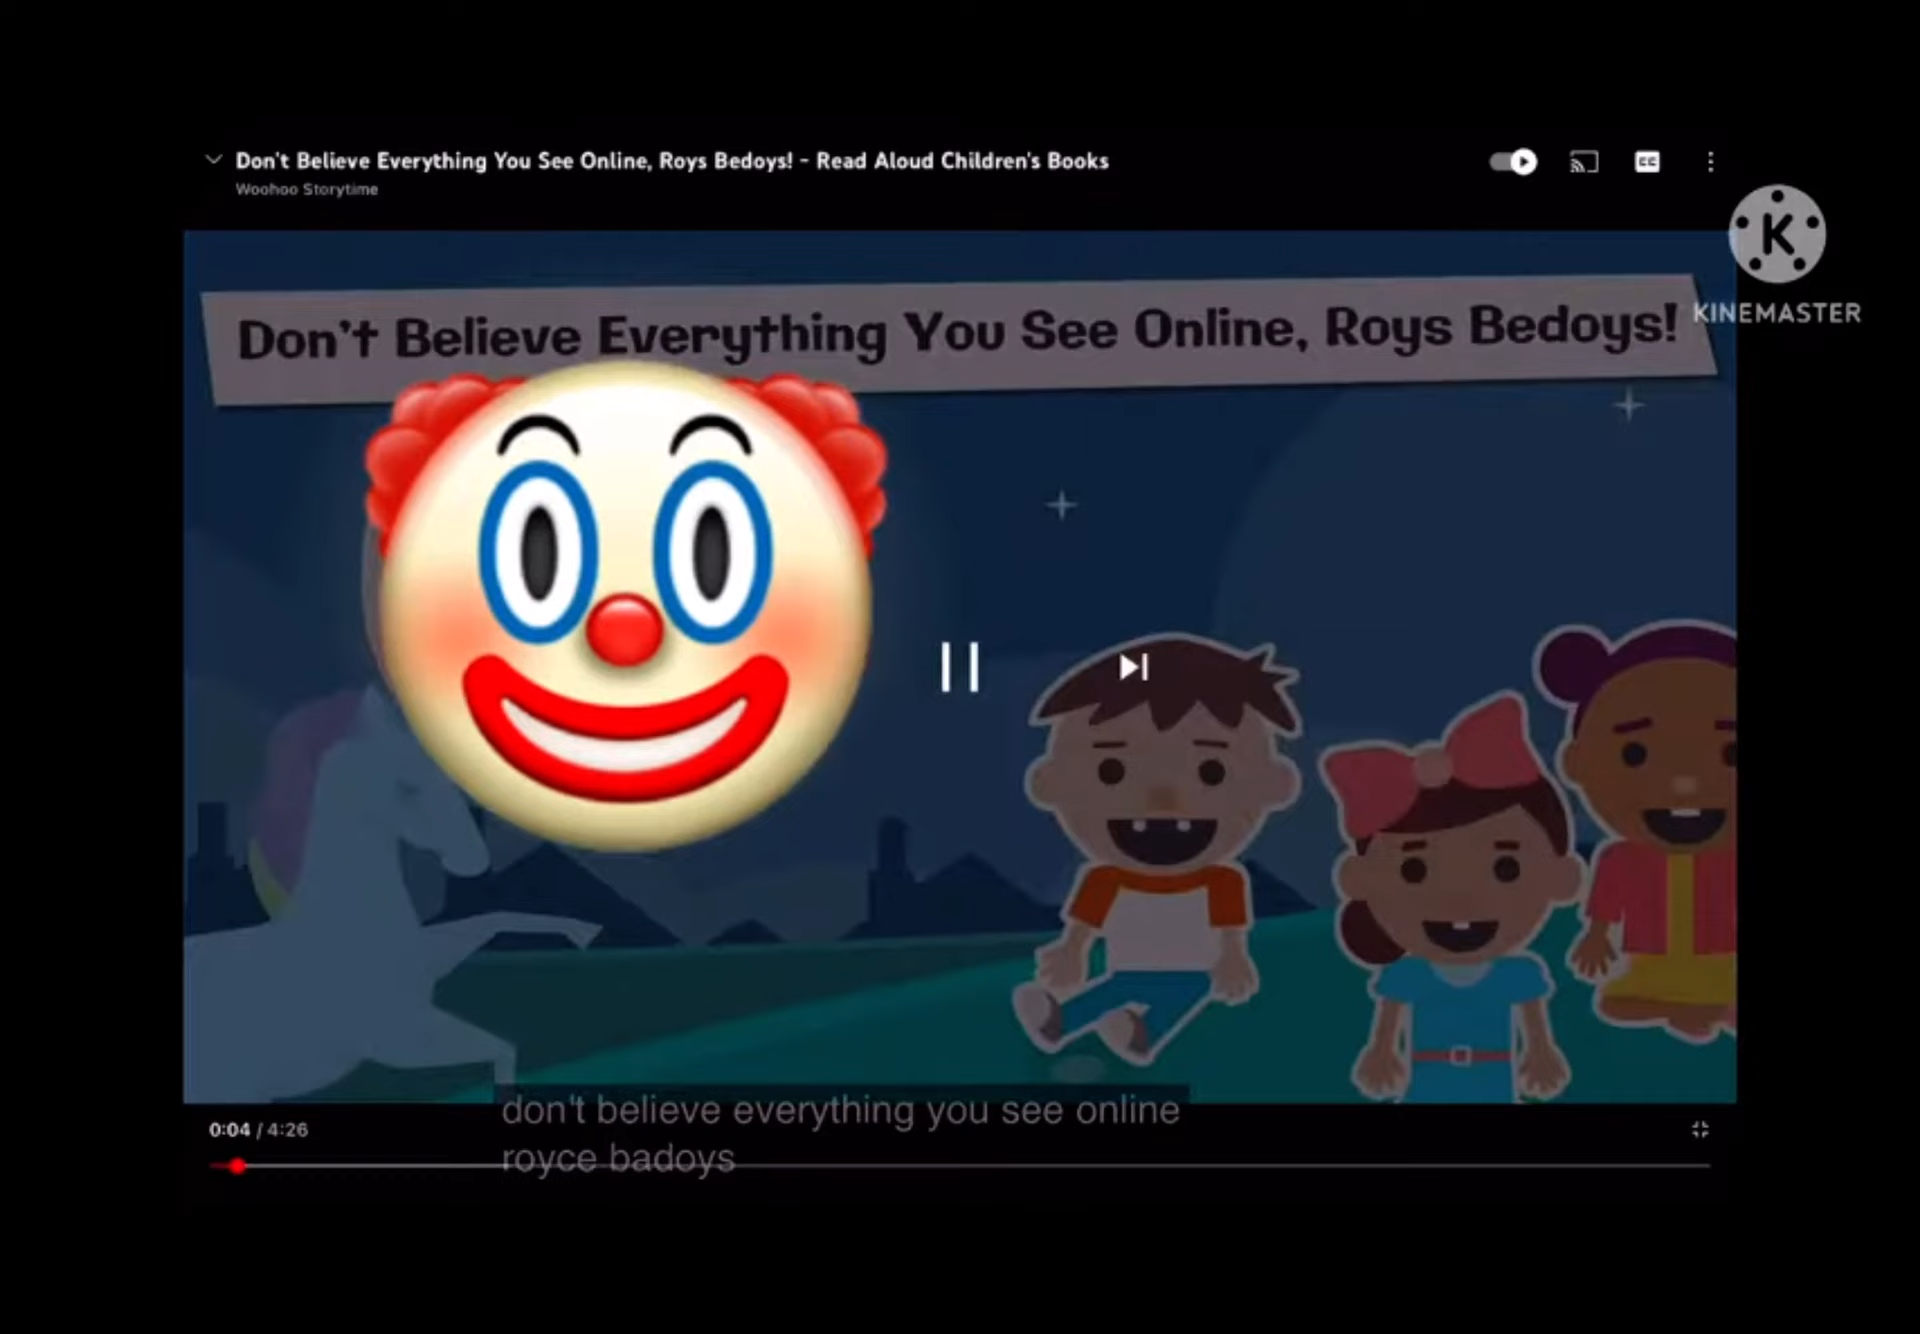 Don't Believe Everything You See Online, Roys Bedoys! - Read Aloud Children's Books
Woohoo Storytime
CC
K
KINEMASTER
Don't Believe Everything You See Online, Roys Bedoys!
don't believe everything you see online
royce badoys
0:04 / 4:26